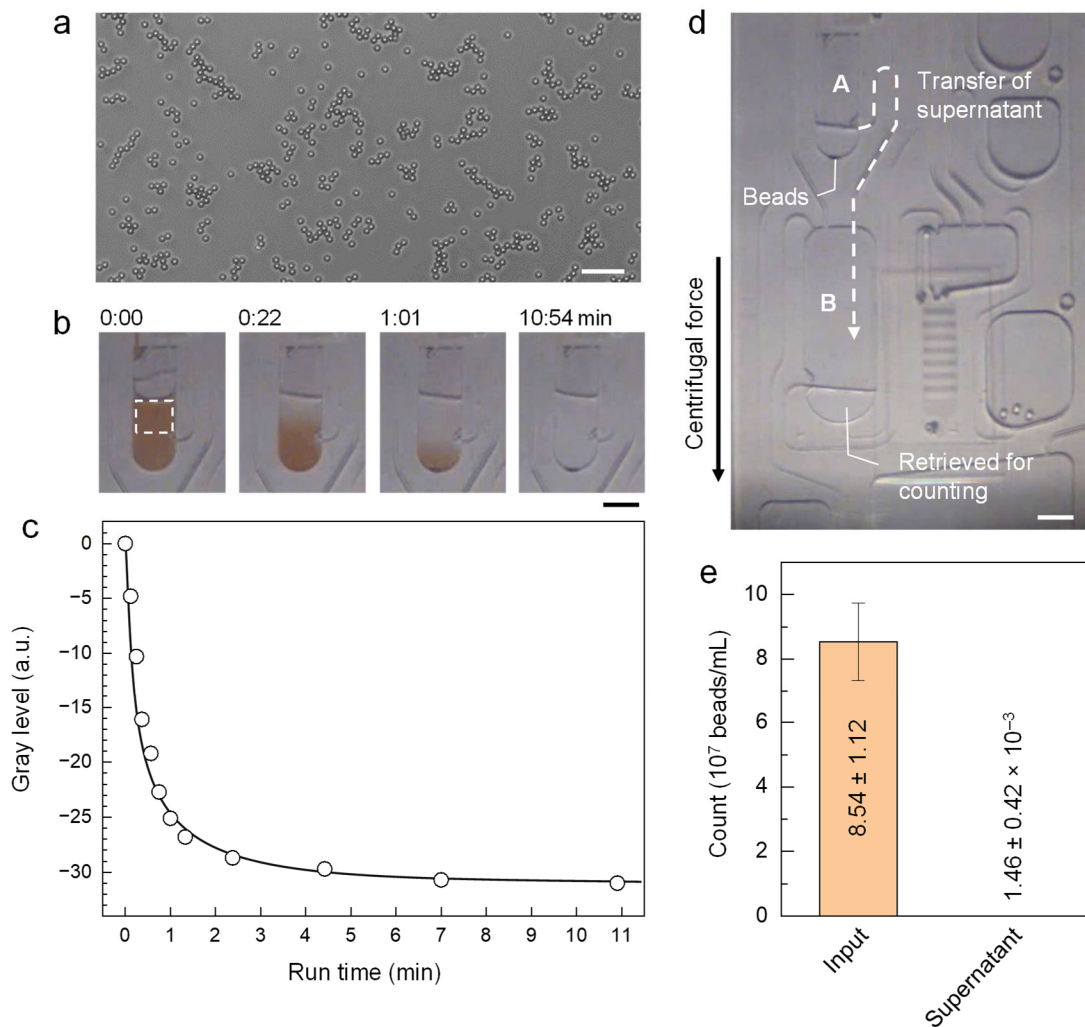 a
b
0:00
0:22
1:01
10:54 min
c
0
−5
−10
−15
−20
−25
−30
Gray level (a.u.)
0 1 2 3 4 5 6 7 8 9 10 11
Run time (min)
d
A
Transfer of
supernatant
Beads
B
Centrifugal force
Retrieved for
counting
e
10
8
6
4
2
0
Count (10⁷ beads/mL)
8.54 ± 1.12
1.46 ± 0.42 × 10⁻³
Input
Supernatant